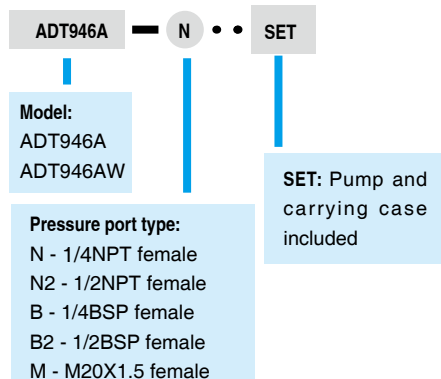 ADT946A — N • • SET
Model:
ADT946A
ADT946AW
SET: Pump and
carrying case
included
Pressure port type:
N - 1/4NPT female
N2 - 1/2NPT female
B - 1/4BSP female
B2 - 1/2BSP female
M - M20X1.5 female